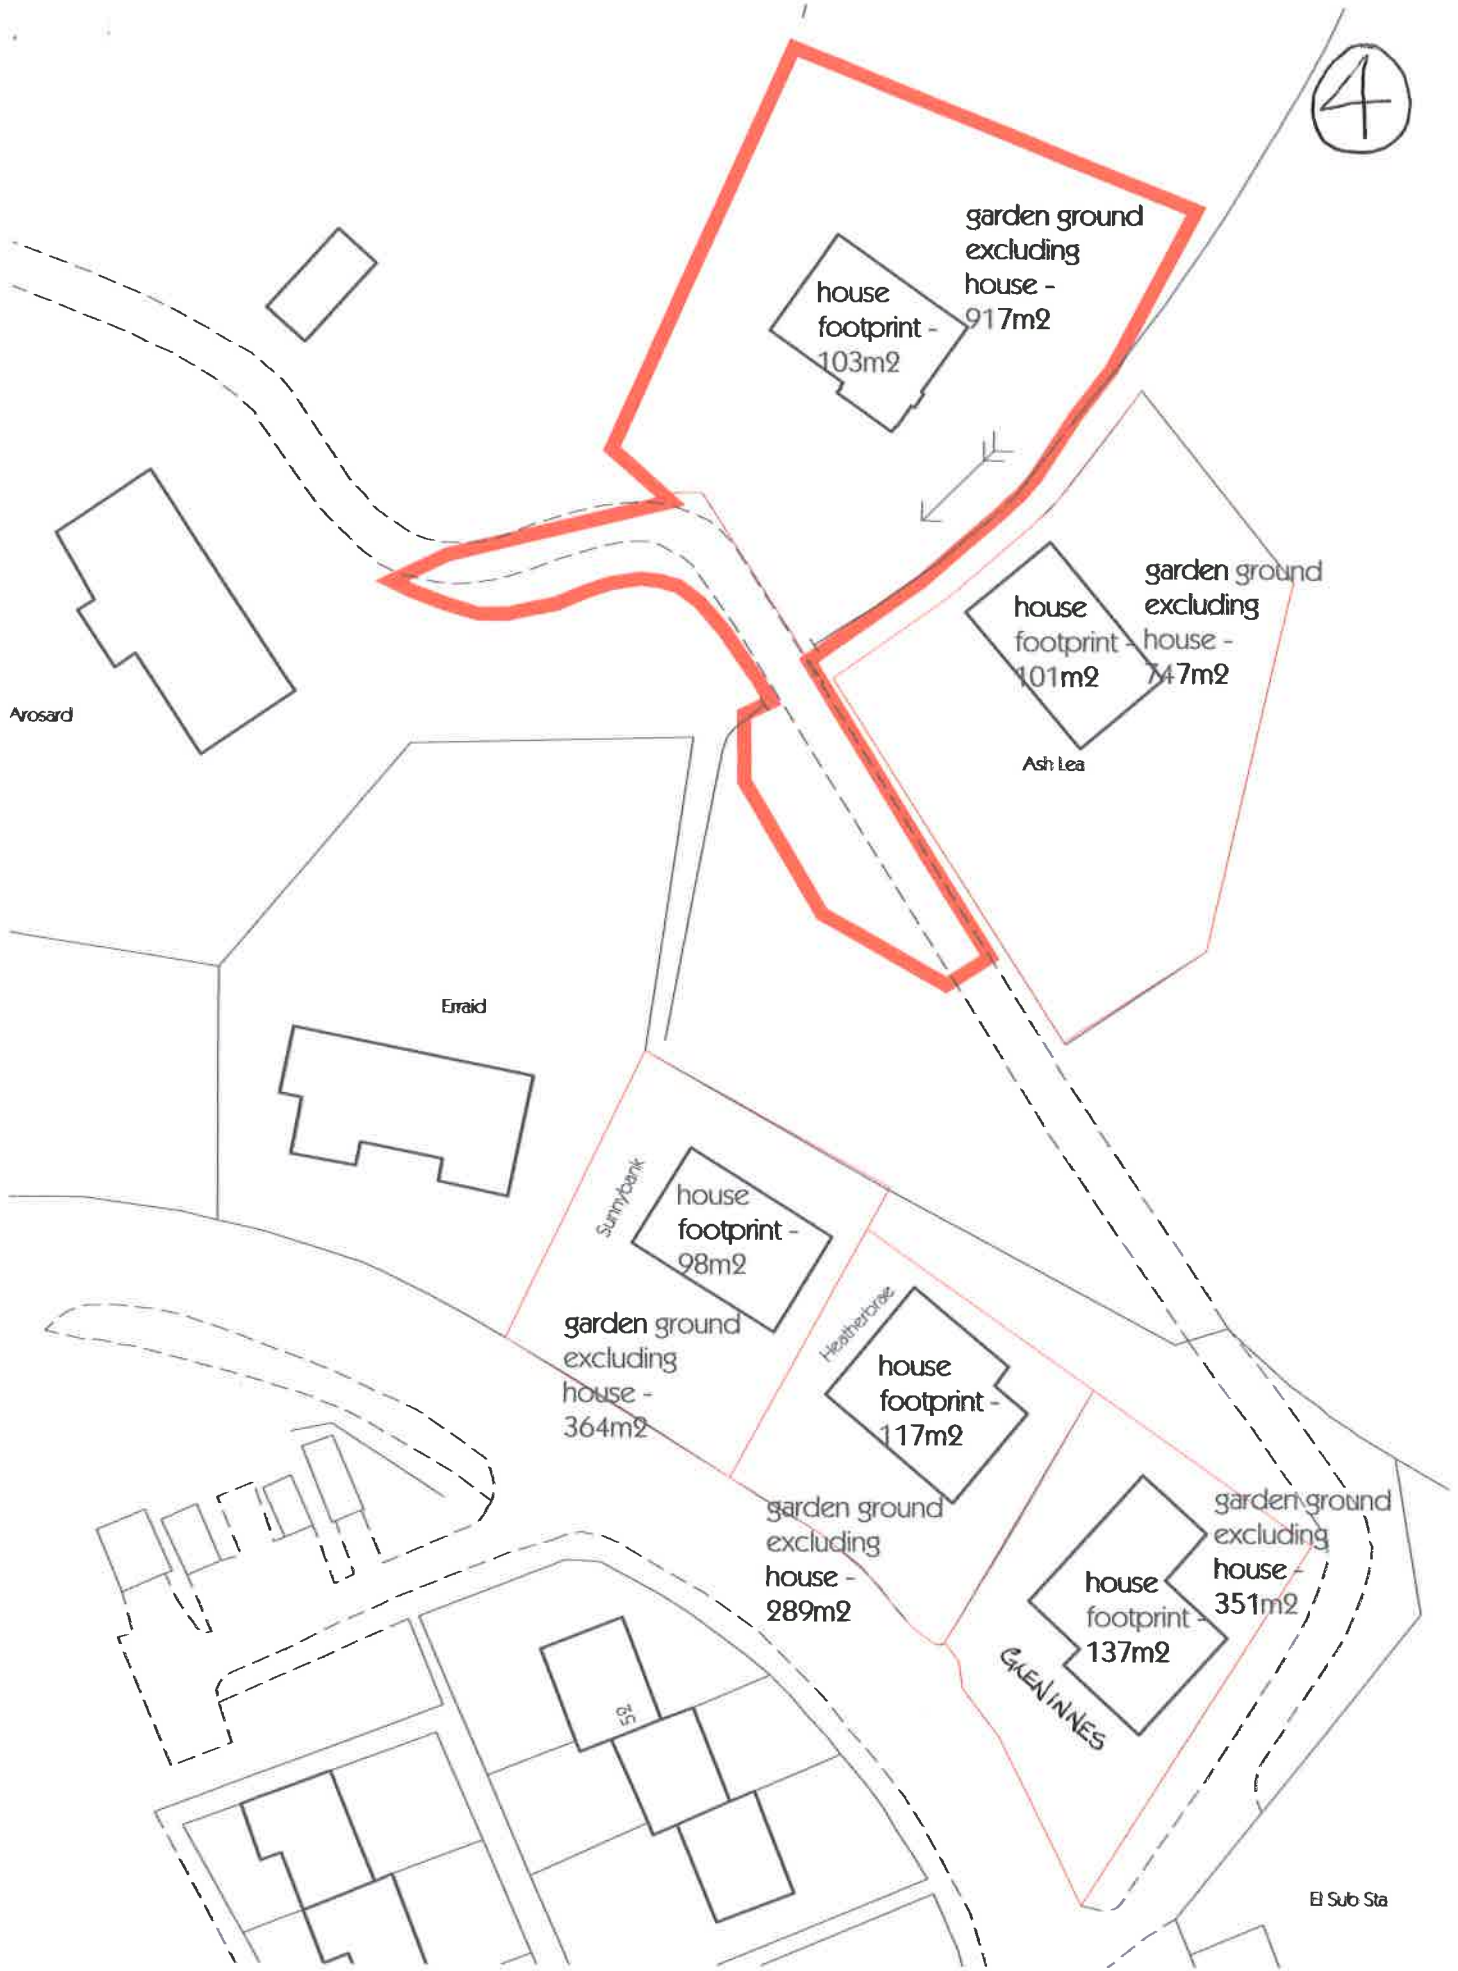 4
garden ground
excluding
house -
917m2
house
footprint -
103m2
garden ground
excluding
house -
747m2
house
footprint -
101m2
Ash Lea
Arosard
Erraid
Sunnybank
house
footprint -
98m2
garden ground
excluding
house -
364m2
Heatherbrae
house
footprint -
117m2
garden ground
excluding
house -
289m2
garden ground
excluding
house -
351m2
house
footprint -
137m2
GLENINNES
52
El Sub Sta